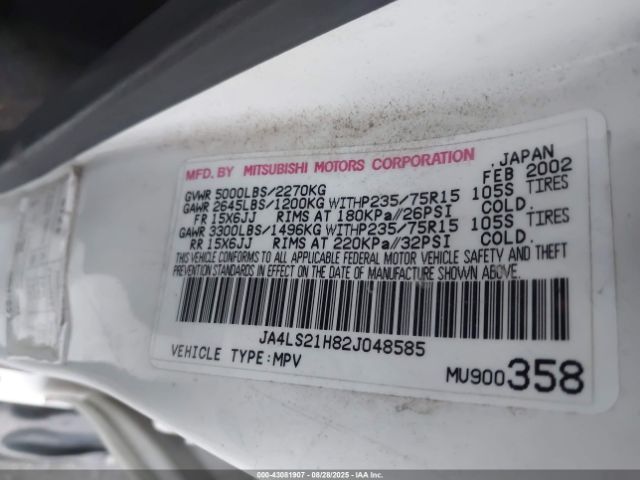 MFD. BY MITSUBISHI MOTORS CORPORATION, JAPAN
GVWR 5000LBS/2270KG FEB 2002
GAWR 2645LBS/1200KG WITHP235/75R15 105S TIRES
FR 15X6JJ RIMS AT 180KPa//26PSI COLD.
GAWR 3300LBS/1496KG WITHP235/75R15 105S TIRES
RR 15X6JJ RIMS AT 220KPa//32PSI COLD.
THIS VEHICLE CONFORMS TO ALL APPLICABLE FEDERAL MOTOR VEHICLE SAFETY AND THEFT
PREVENTION STANDARDS IN EFFECT ON THE DATE OF MANUFACTURE SHOWN ABOVE.
JA4LS21H82J048585
VEHICLE TYPE:MPV MU900358
000-43081907 - 08/28/2025 - IAAI.COM